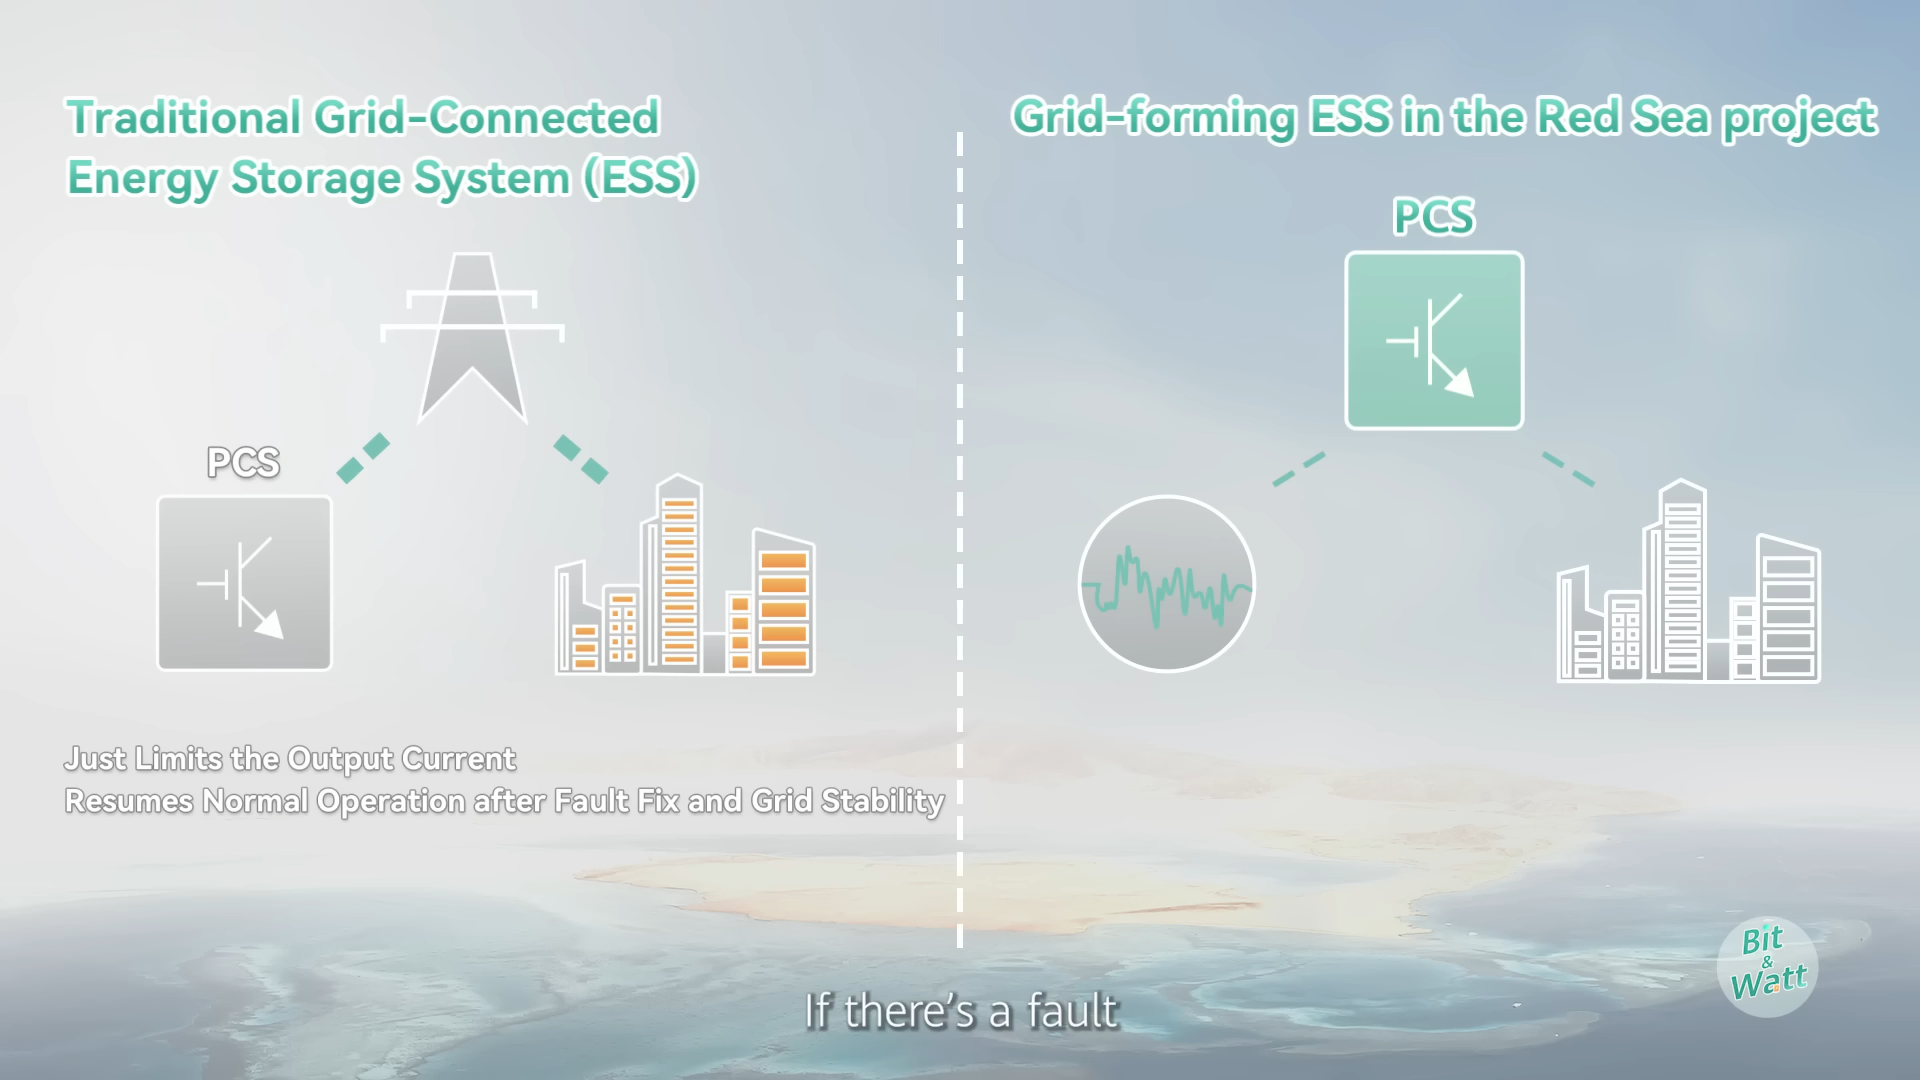 Traditional Grid-Connected
Energy Storage System (ESS)
PCS
Just Limits the Output Current
Resumes Normal Operation after Fault Fix and Grid Stability
Grid-forming ESS in the Red Sea project
PCS
If there's a fault
Bit
&
Watt